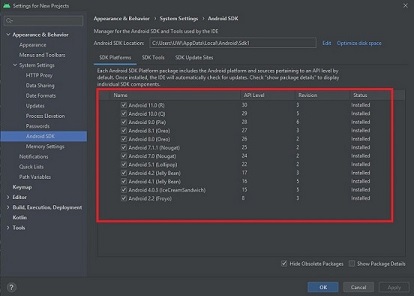 Settings for New Projects
Appearance & Behavior
Appearance
Menus and Toolbars
System Settings
HTTP Proxy
Data Sharing
Date Formats
Updates
Process Elevation
Passwords
Android SDK
Memory Settings
Notifications
Quick Lists
Path Variables
Keymap
Editor
Build, Execution, Deployment
Kotlin
Tools
Appearance & Behavior › System Settings › Android SDK
Manager for the Android SDK and Tools used by the IDE
Android SDK Location: C:\Users\UW\AppData\Local\Android\Sdk1 Edit Optimize disk space
SDK Platforms SDK Tools SDK Update Sites
Each Android SDK Platform package includes the Android platform and sources pertaining to an API level by
default. Once installed, the IDE will automatically check for updates. Check "show package details" to display
individual SDK components.
Name API Level Revision Status
Android 11.0 (R) 30 3 Installed
Android 10.0 (Q) 29 5 Installed
Android 9.0 (Pie) 28 6 Installed
Android 8.1 (Oreo) 27 3 Installed
Android 8.0 (Oreo) 26 2 Installed
Android 7.1.1 (Nougat) 25 2 Installed
Android 7.0 (Nougat) 24 2 Installed
Android 5.1 (Lollipop) 22 2 Installed
Android 4.2 (Jelly Bean) 17 3 Installed
Android 4.1 (Jelly Bean) 16 5 Installed
Android 4.0.3 (IceCreamSandwich) 15 5 Installed
Android 2.2 (Froyo) 8 3 Installed
Hide Obsolete Packages Show Package Details
? OK Cancel Apply